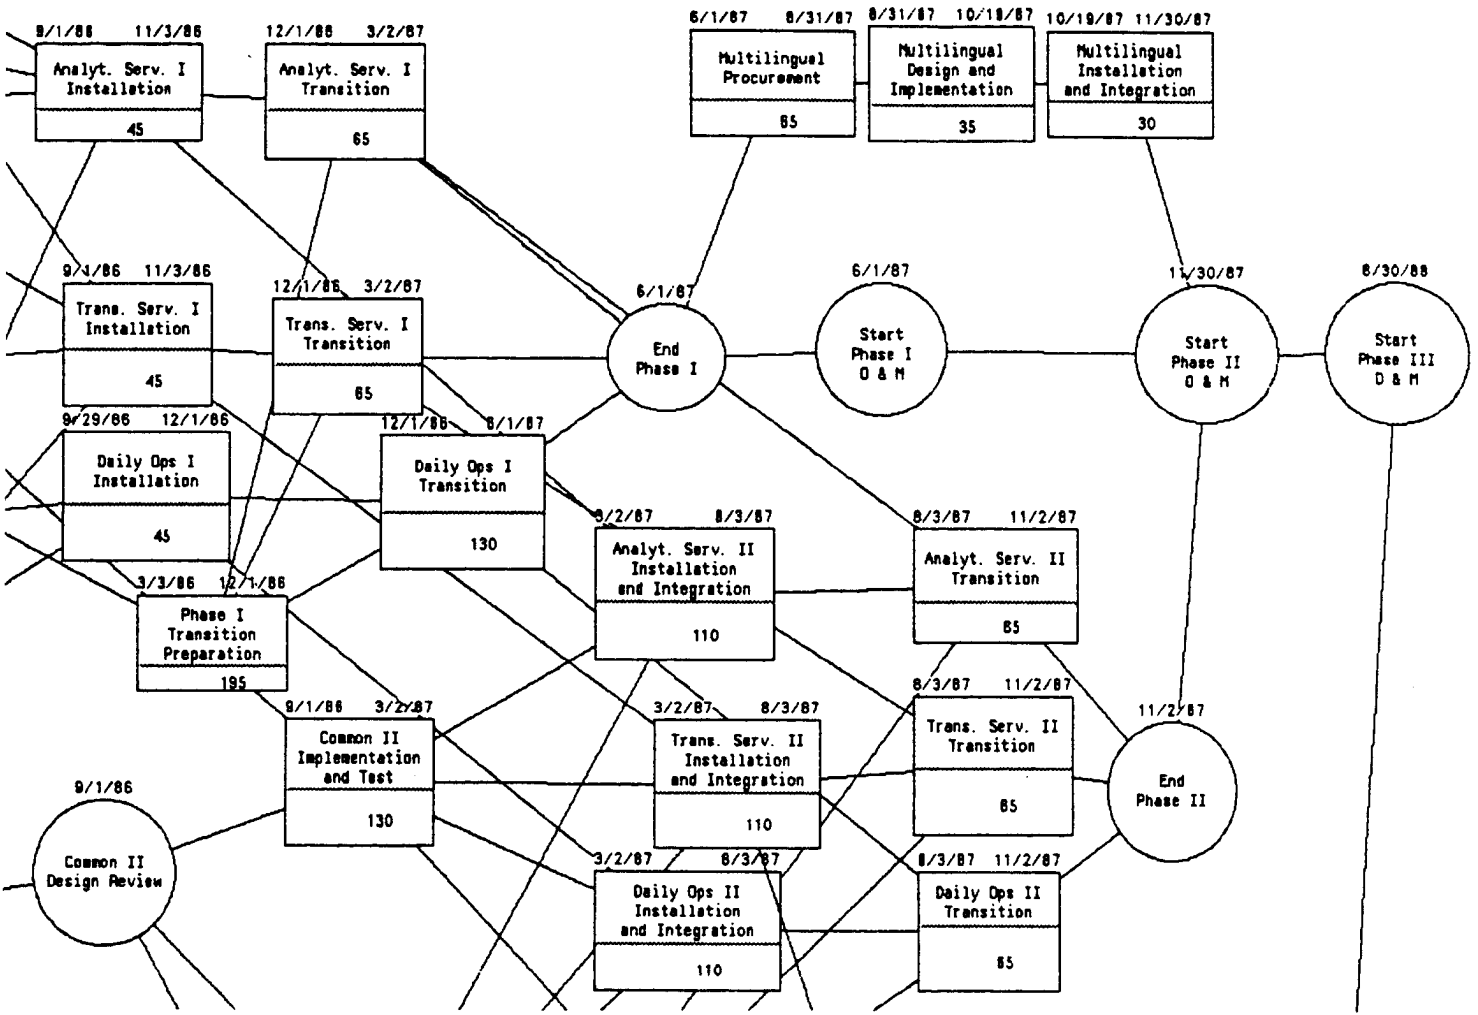 9/1/86 11/3/86
Analyt. Serv. I
Installation
45
12/1/86 3/2/87
Analyt. Serv. I
Transition
65
6/1/87 8/31/87
Multilingual
Procurement
65
8/31/87 10/19/87
Multilingual
Design and
Implementation
35
10/19/87 11/30/87
Multilingual
Installation
and Integration
30
9/1/86 11/3/86
Trans. Serv. I
Installation
45
12/1/86 3/2/87
Trans. Serv. I
Transition
65
6/1/87
End
Phase I
6/1/87
Start
Phase I
O & M
11/30/87
Start
Phase II
O & M
8/30/88
Start
Phase III
O & M
9/29/86 12/1/86
Daily Ops I
Installation
45
12/1/86 6/1/87
Daily Ops I
Transition
130
3/2/87 8/3/87
Analyt. Serv. II
Installation
and Integration
110
8/3/87 11/2/87
Analyt. Serv. II
Transition
65
3/3/86 12/1/86
Phase I
Transition
Preparation
195
9/1/86 3/2/87
Common II
Implementation
and Test
130
3/2/87 8/3/87
Trans. Serv. II
Installation
and Integration
110
8/3/87 11/2/87
Trans. Serv. II
Transition
65
11/2/87
End
Phase II
9/1/86
Common II
Design Review
3/2/87 8/3/87
Daily Ops II
Installation
and Integration
110
8/3/87 11/2/87
Daily Ops II
Transition
65